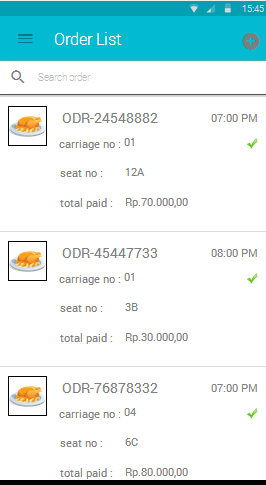 15:45
Order List
Search order
ODR-24548882 07:00 PM
carriage no : 01
seat no : 12A
total paid : Rp.70.000,00
ODR-45447733 08:00 PM
carriage no : 01
seat no : 3B
total paid : Rp.30.000,00
ODR-76878332 07:00 PM
carriage no : 04
seat no : 6C
total paid : Rp.80.000,00